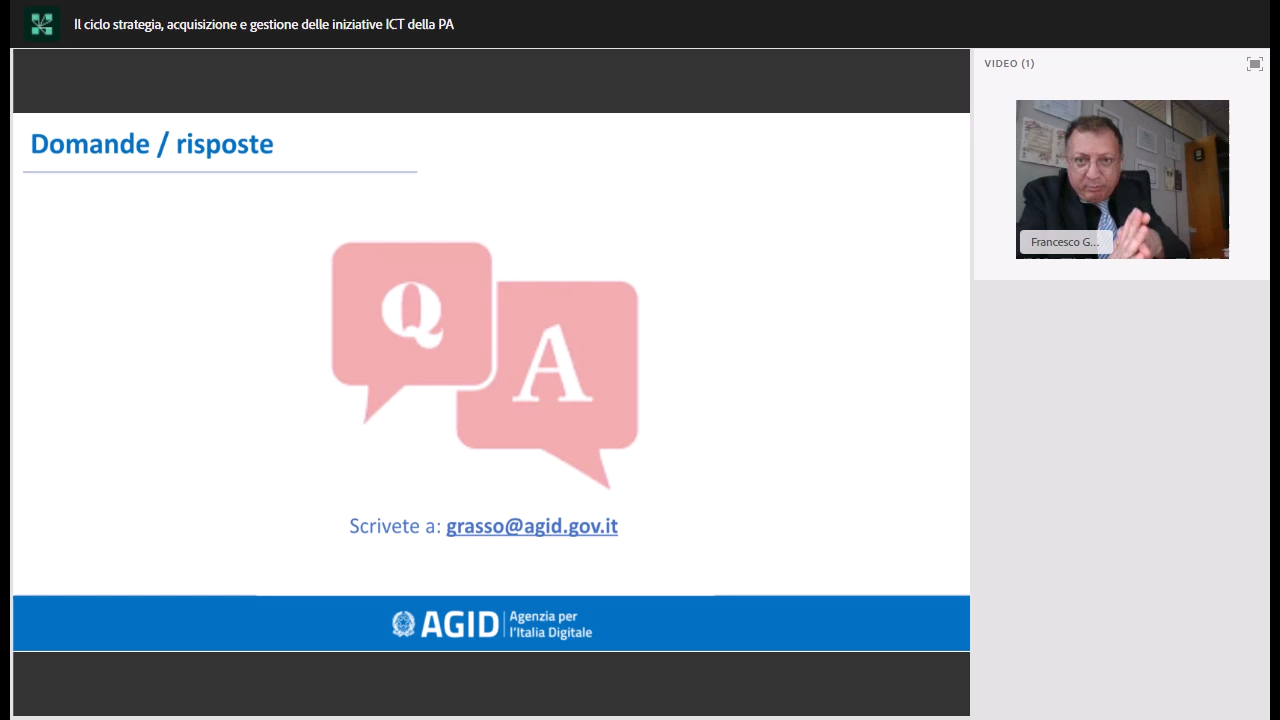 Il ciclo strategia, acquisizione e gestione delle iniziative ICT della PA
VIDEO (1)
Francesco G...
Domande / risposte
Q
A
Scrivete a: grasso@agid.gov.it
AGID
Agenzia per
l'Italia Digitale